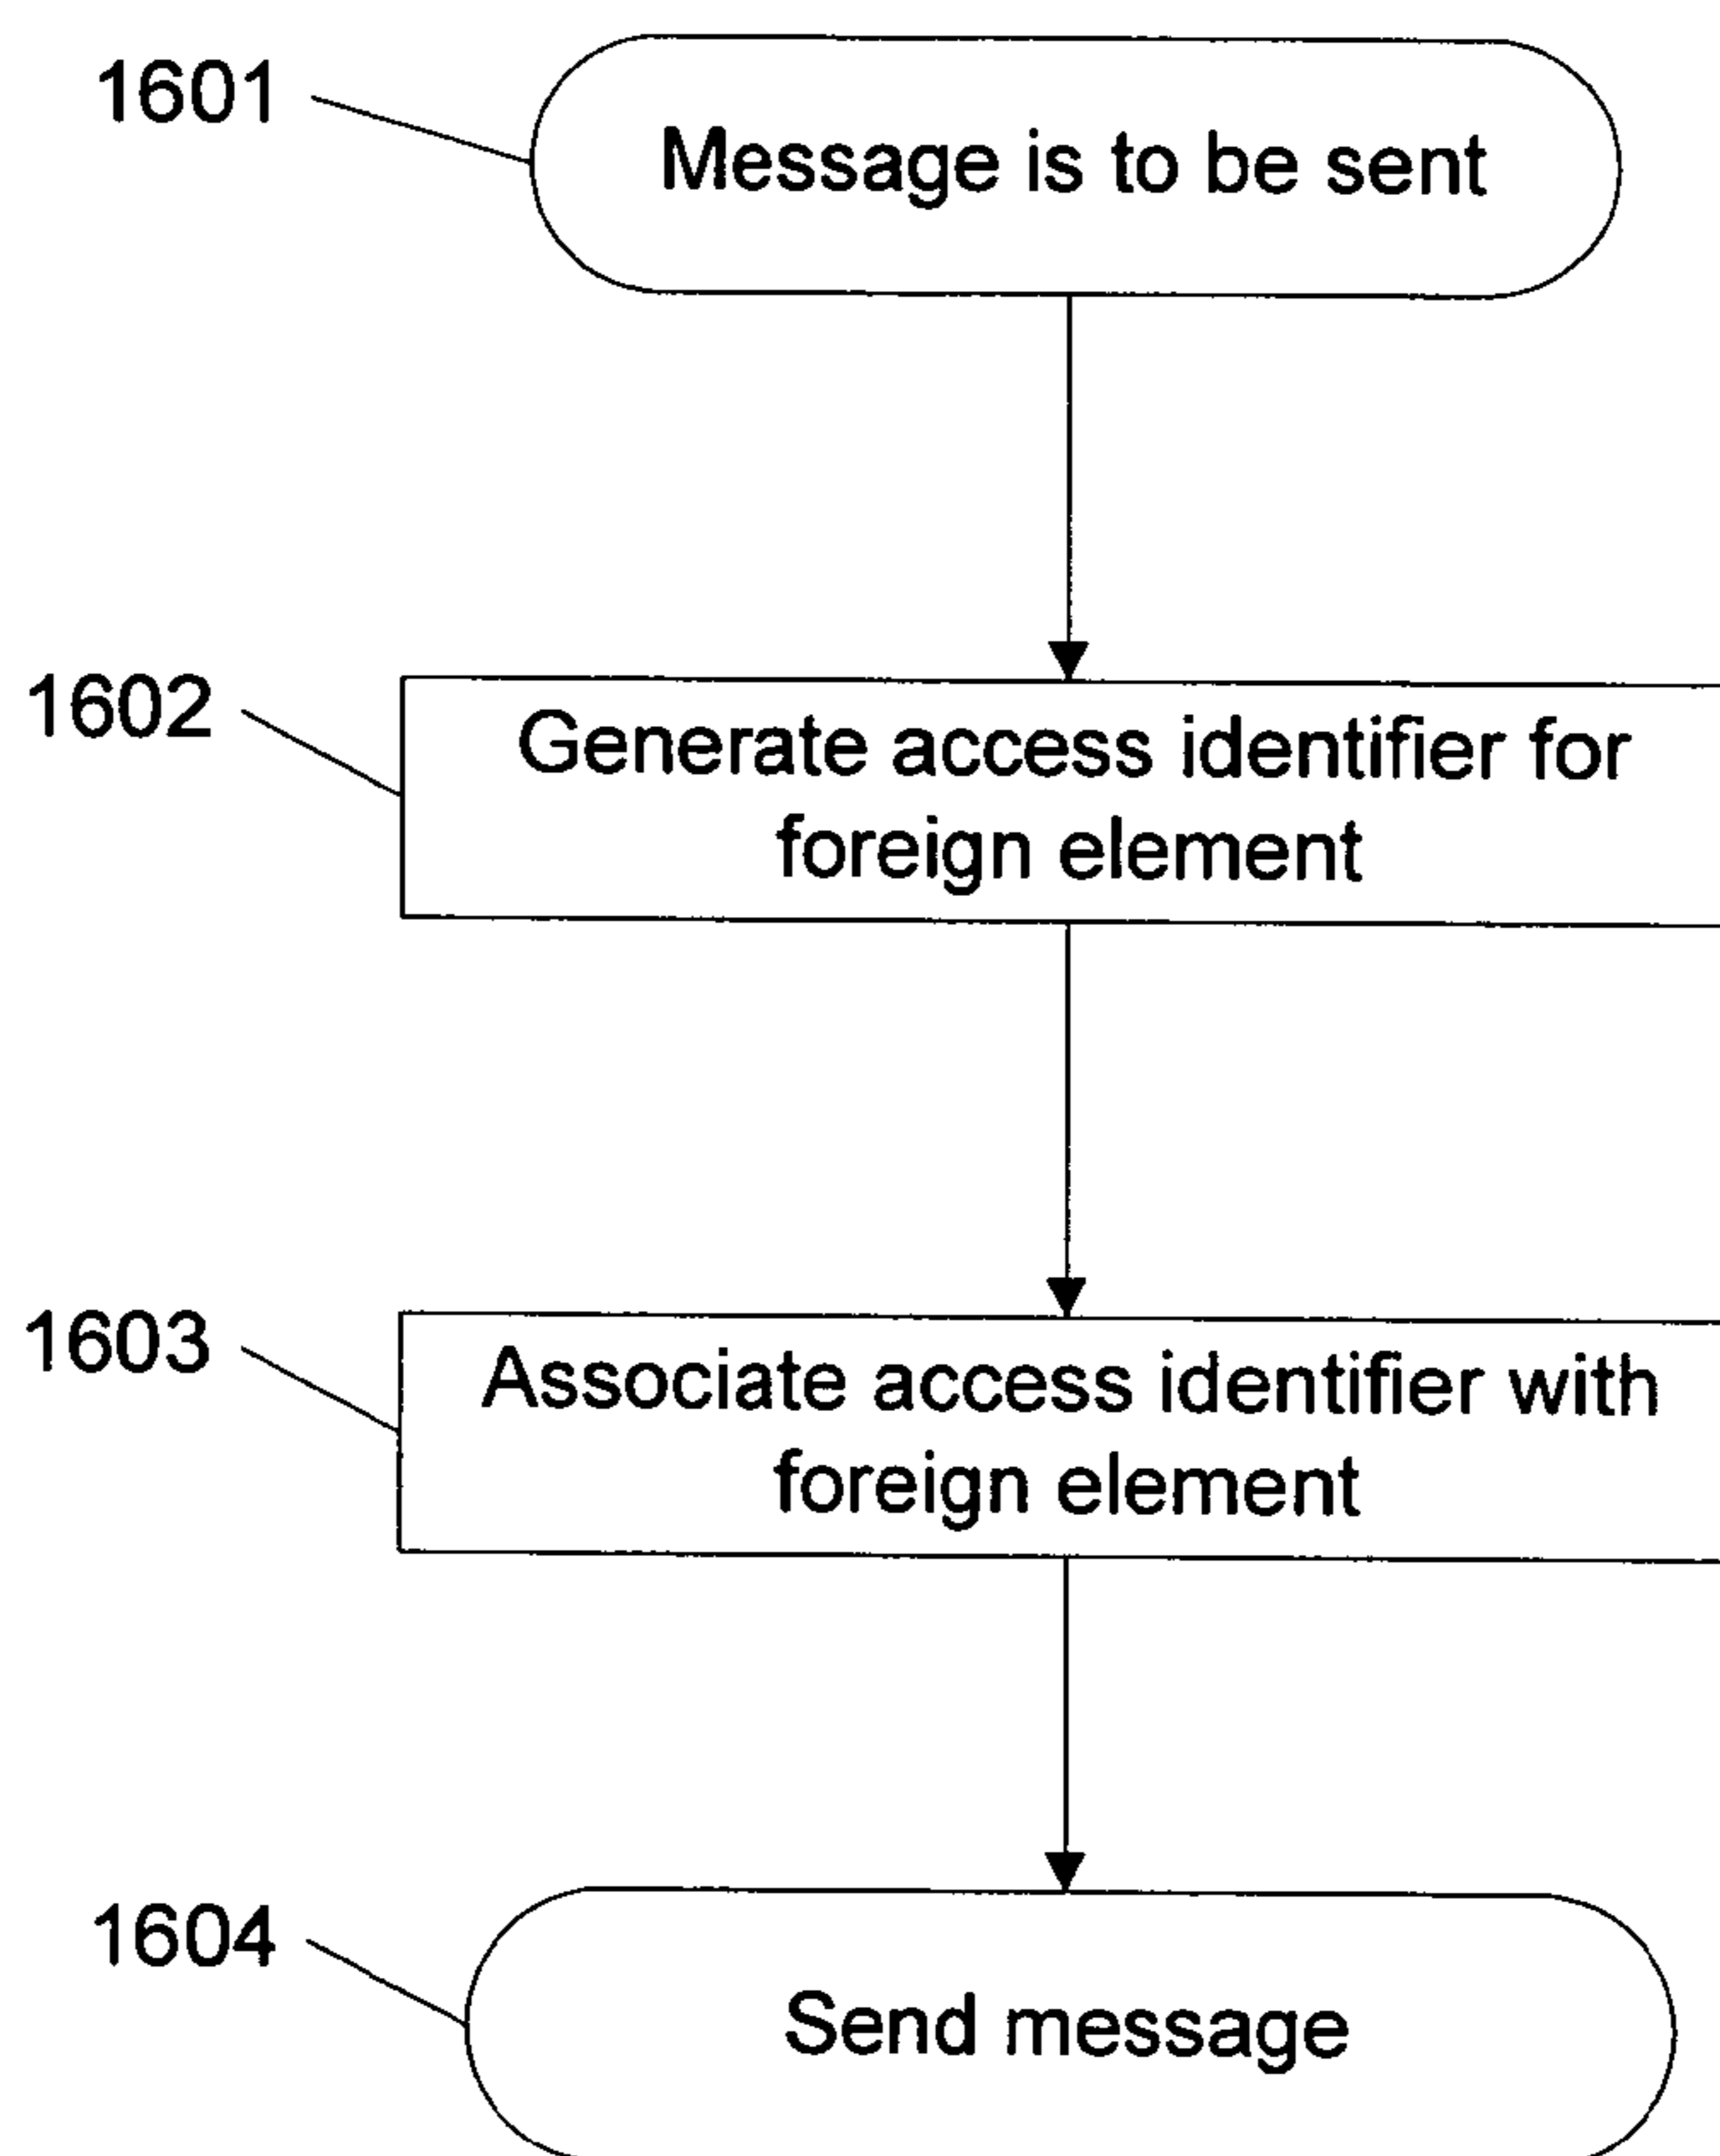 1601
Message is to be sent
1602
Generate access identifier for
foreign element
1603
Associate access identifier with
foreign element
1604
Send message